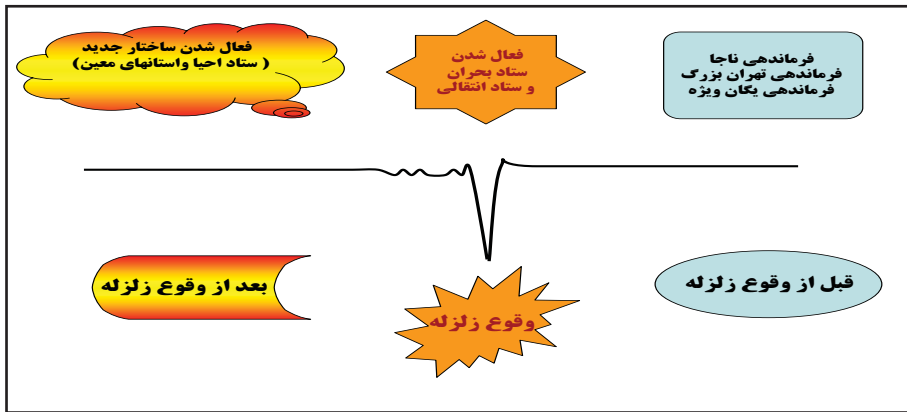 فرماندهی ناجا
فرماندهی تهران بزرگ
فرماندهی یگان ویژه
فعال شدن
ستاد بحران
و ستاد انتقالی
فعال شدن ساختار جدید
( ستاد احیا واستانهای معین)
قبل از وقوع زلزله
وقوع زلزله
بعد از وقوع زلزله